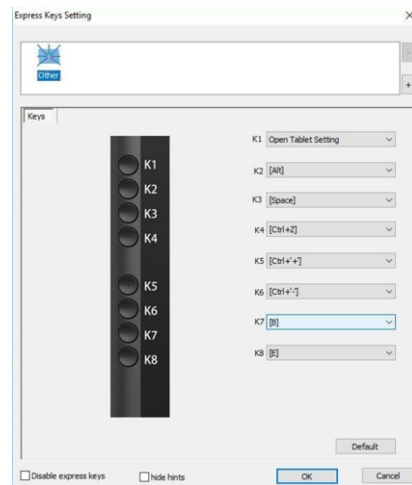 Express Keys Setting
X
Other
-
+
Keys
K1
K2
K3
K4
K5
K6
K7
K8
K1 Open Tablet Setting
K2 [Alt]
K3 [Space]
K4 [Ctrl+Z]
K5 [Ctrl+'+']
K6 [Ctrl+'-']
K7 [B]
K8 [E]
Default
Disable express keys
hide hints
OK
Cancel